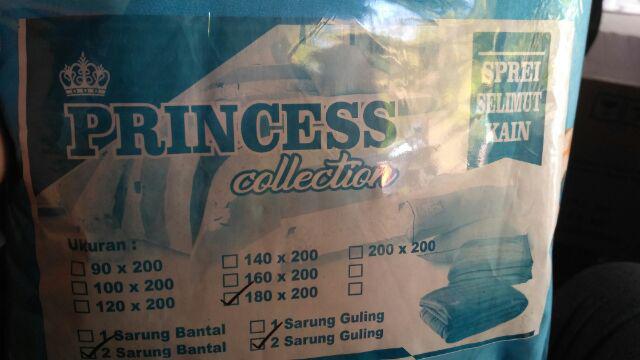 PRINCESS
collection
SPREI
SELIMUT
KAIN
Ukuran :
90 x 200
100 x 200
120 x 200
140 x 200
160 x 200
180 x 200
200 x 200
1 Sarung Bantal
2 Sarung Bantal
1 Sarung Guling
2 Sarung Guling